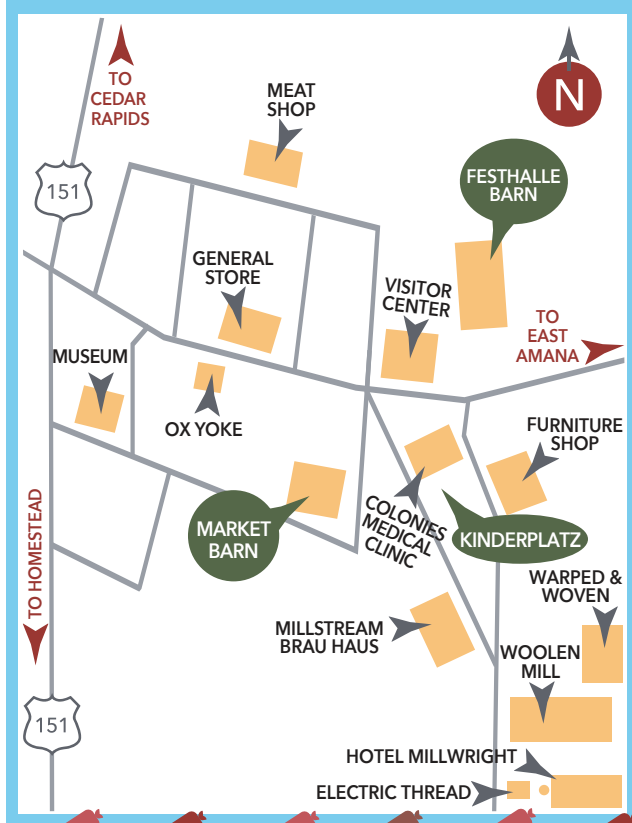 TO
CEDAR
RAPIDS
N
MEAT
SHOP
151
FESTHALLE
BARN
GENERAL
STORE
VISITOR
CENTER
TO
EAST
AMANA
MUSEUM
OX YOKE
FURNITURE
SHOP
MARKET
BARN
COLONIES
MEDICAL
CLINIC
KINDERPLATZ
TO HOMESTEAD
WARPED &
WOVEN
MILLSTREAM
BRAU HAUS
WOOLEN
MILL
151
HOTEL MILLWRIGHT
ELECTRIC THREAD